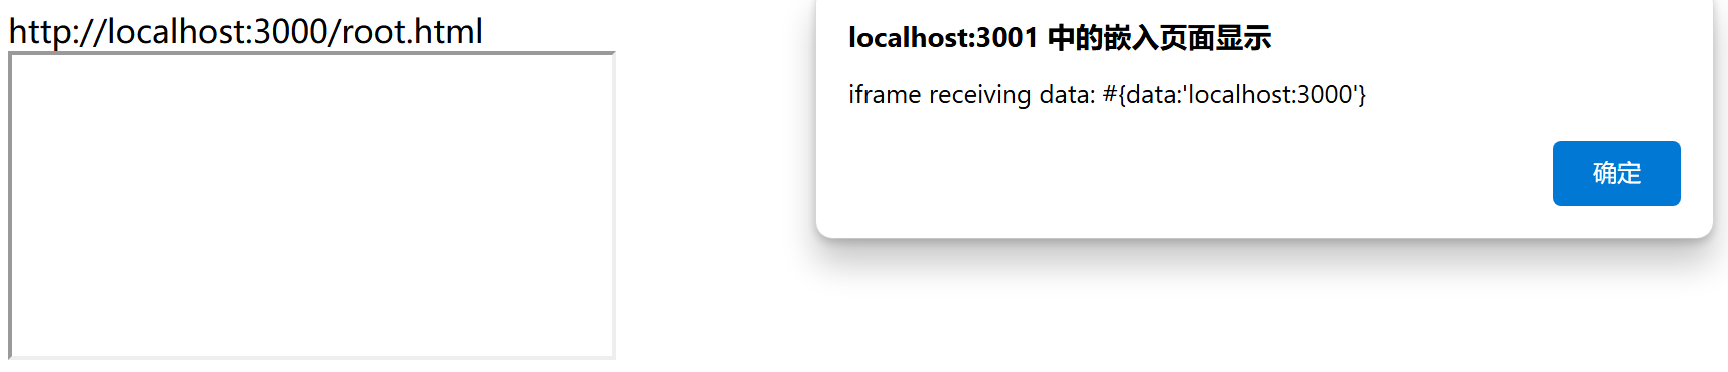 http://localhost:3000/root.html
localhost:3001 中的嵌入页面显示
iframe receiving data: #{data:'localhost:3000'}
确定